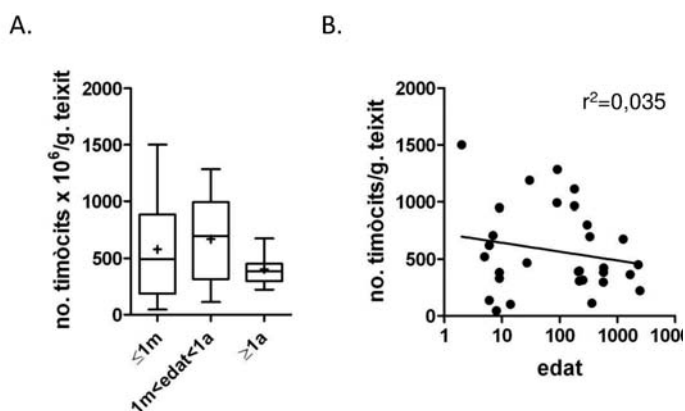 A.
no. timòcits x 10⁶/g. teixit
2000
1500
1000
500
0
≤1m
1m<edat<1a
≥1a
B.
no. timòcits/g. teixit
2000
1500
1000
500
0
r²=0,035
1
10
100
1000
edat